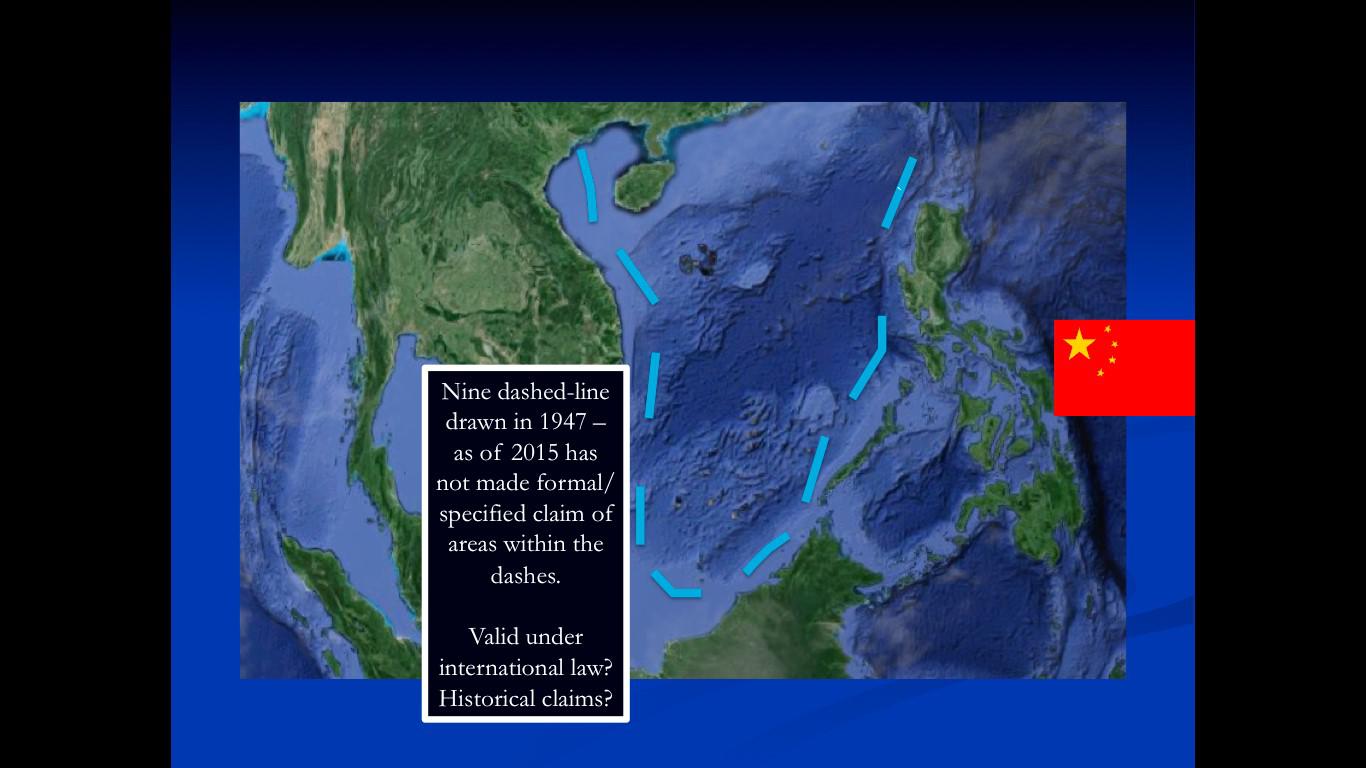 Nine dashed-line
drawn in 1947 –
as of 2015 has
not made formal/
specified claim of
areas within the
dashes.
Valid under
international law?
Historical claims?